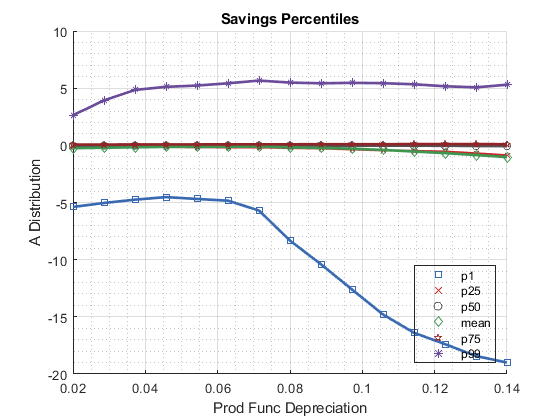 Savings Percentiles
10
5
0
-5
-10
-15
-20
A Distribution
p1
p25
p50
mean
p75
p99
0.02 0.04 0.06 0.08 0.1 0.12 0.14
Prod Func Depreciation